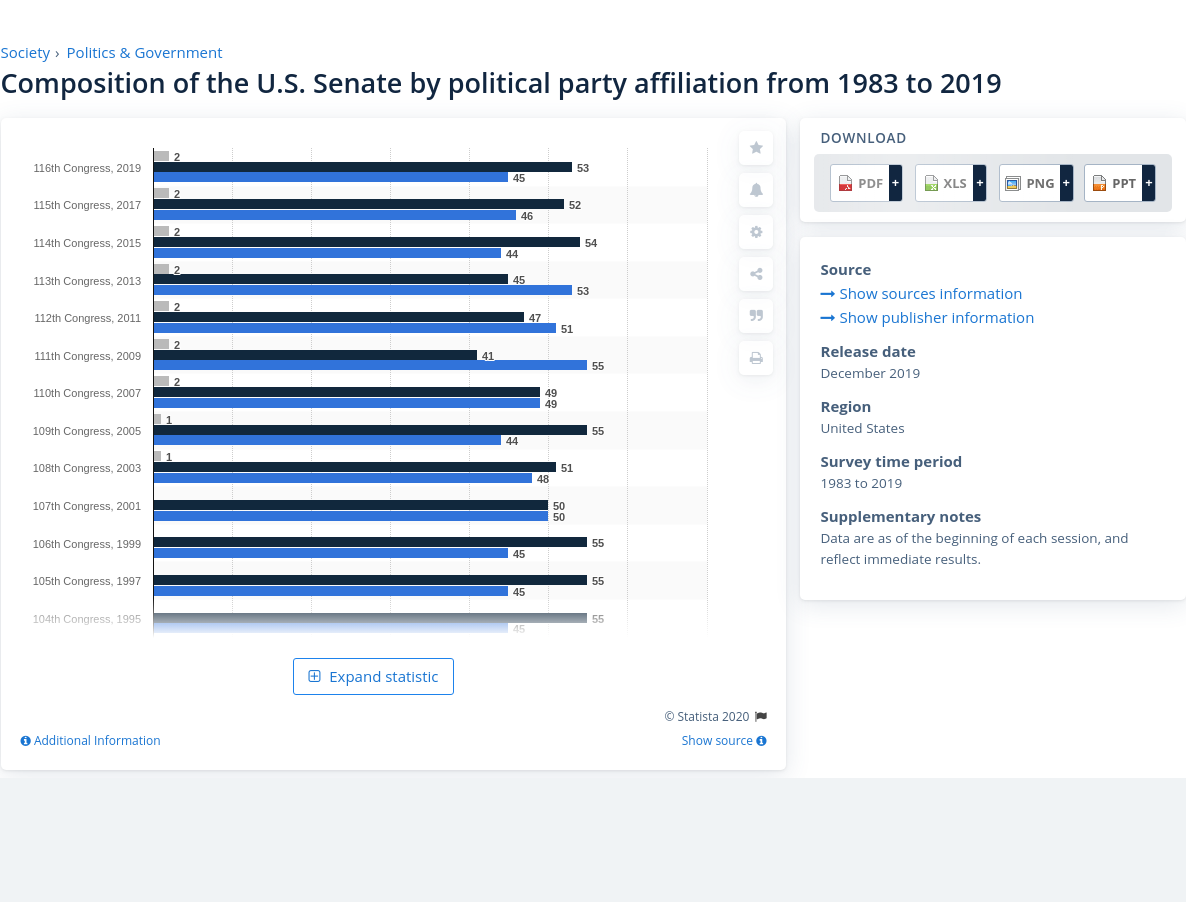 Society › Politics & Government
Composition of the U.S. Senate by political party affiliation from 1983 to 2019
2
116th Congress, 2019 53
45
2
115th Congress, 2017 52
46
2
114th Congress, 2015 54
44
2
113th Congress, 2013 45
53
2
112th Congress, 2011 47
51
2
111th Congress, 2009 41
55
2
110th Congress, 2007 49
49
1
109th Congress, 2005 55
44
1
108th Congress, 2003 51
48
107th Congress, 2001 50
50
106th Congress, 1999 55
45
105th Congress, 1997 55
45
104th Congress, 1995 55
45
Expand statistic
© Statista 2020
Additional Information
Show source
DOWNLOAD
PDF + XLS + PNG + PPT +
Source
Show sources information
Show publisher information
Release date
December 2019
Region
United States
Survey time period
1983 to 2019
Supplementary notes
Data are as of the beginning of each session, and
reflect immediate results.